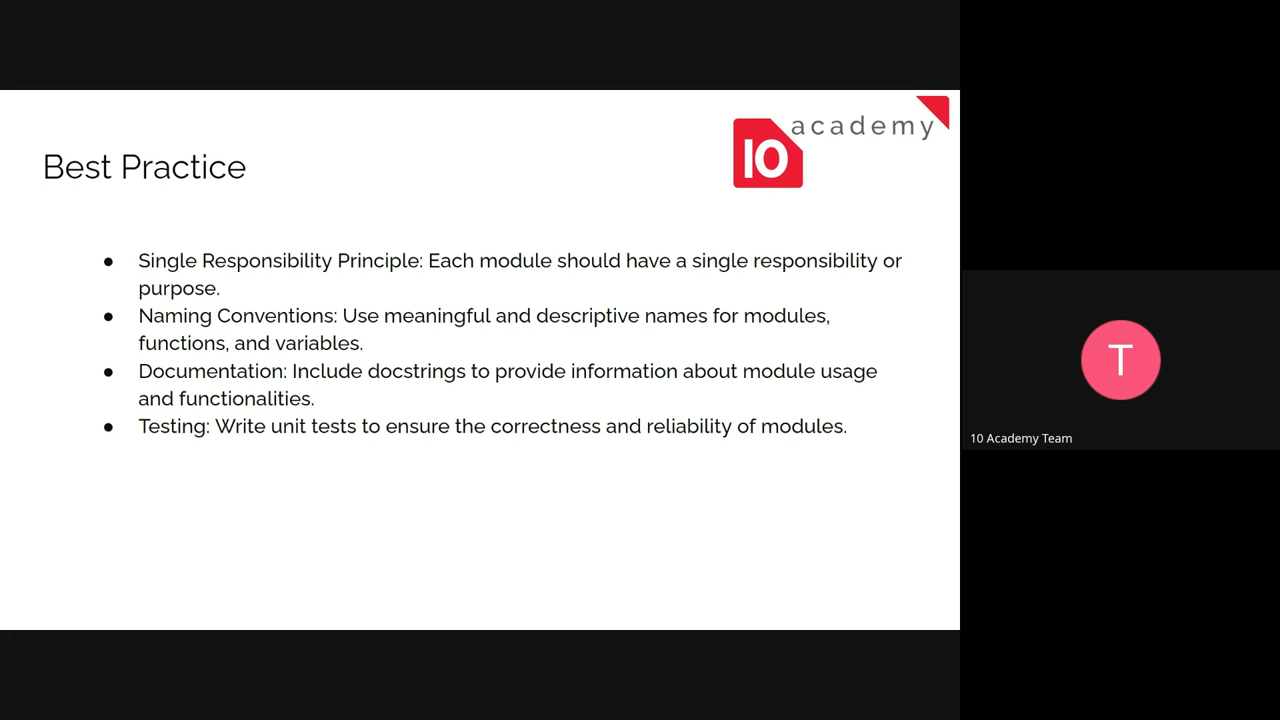 academy
10
Best Practice
● Single Responsibility Principle: Each module should have a single responsibility or
purpose.
● Naming Conventions: Use meaningful and descriptive names for modules,
functions, and variables.
● Documentation: Include docstrings to provide information about module usage
and functionalities.
● Testing: Write unit tests to ensure the correctness and reliability of modules.
T
10 Academy Team